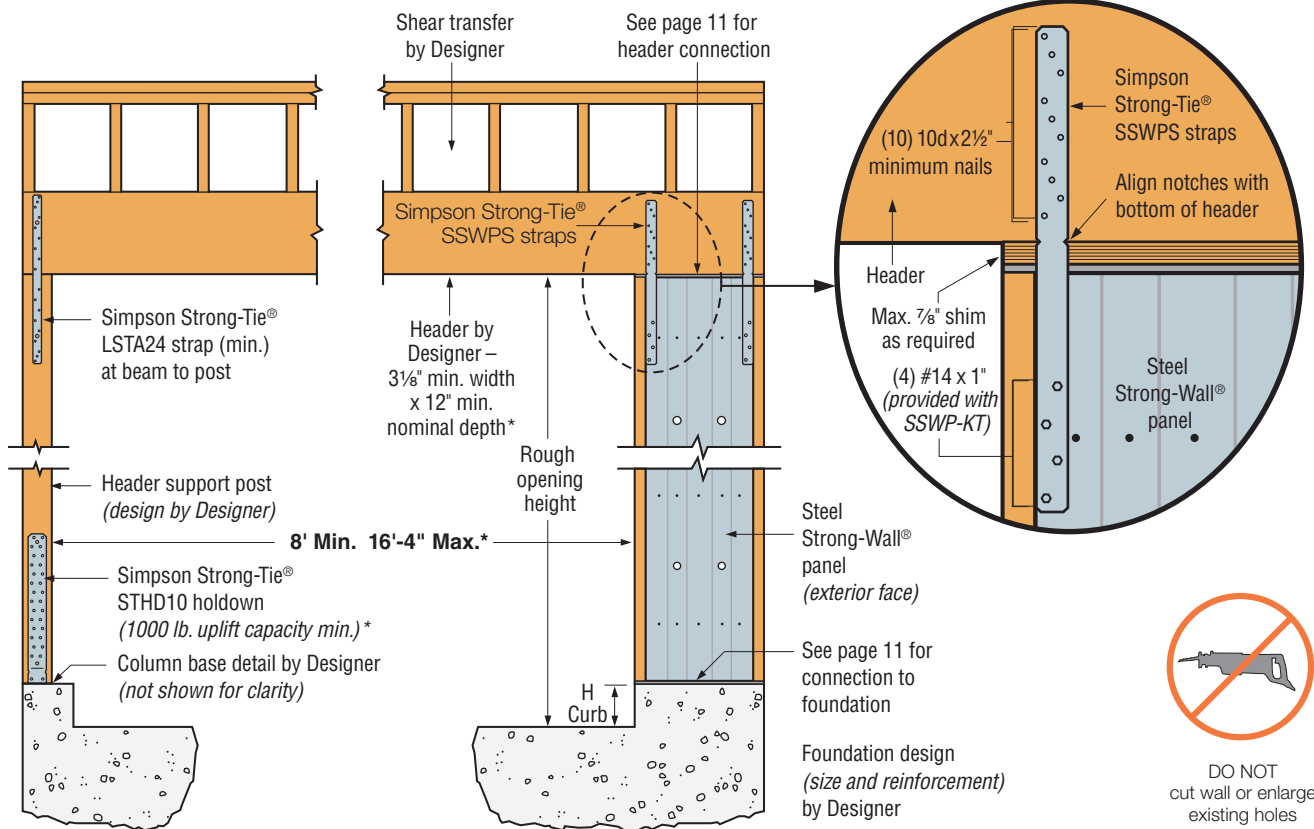 Shear transfer
by Designer
See page 11 for
header connection
Simpson Strong-Tie®
SSWPS straps
Simpson Strong-Tie®
LSTA24 strap (min.)
at beam to post
Header by
Designer –
3⅛" min. width
x 12" min.
nominal depth*
Rough
opening
height
Header support post
(design by Designer)
8' Min. 16'-4" Max.*
Simpson Strong-Tie®
STHD10 holdown
(1000 lb. uplift capacity min.)*
Column base detail by Designer
(not shown for clarity)
H
Curb
Steel
Strong-Wall®
panel
(exterior face)
See page 11 for
connection to
foundation
Foundation design
(size and reinforcement)
by Designer
(10) 10d x 2½"
minimum nails
Simpson
Strong-Tie®
SSWPS straps
Align notches with
bottom of header
Header
Max. ⅞" shim
as required
(4) #14 x 1"
(provided with
SSWP-KT)
Steel
Strong-Wall®
panel
DO NOT
cut wall or enlarge
existing holes